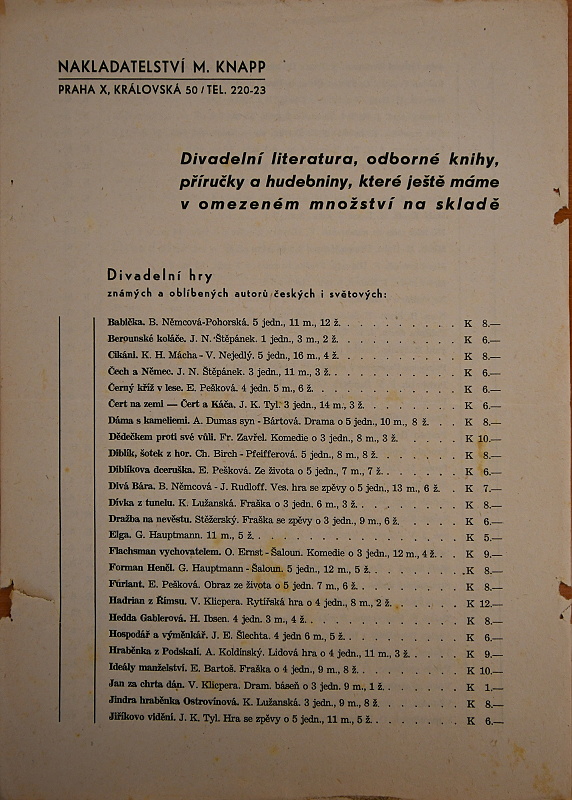 NAKLADATELSTVÍ M. KNAPP
PRAHA X, KRÁLOVSKÁ 50 / TEL. 220-23
Divadelní literatura, odborné knihy,
příručky a hudebniny, které ještě máme
v omezeném množství na skladě
Divadelní hry
známých a oblíbených autorů českých i světových:
Babička. B. Němcová-Pohorská. 5 jedn., 11 m., 12 ž. . . . . . . . . . K 8.—
Berounské koláče. J. N. Štěpánek. 1 jedn., 3 m., 2 ž. . . . . . . . . . K 6.—
Cikáni. K. H. Mácha - V. Nejedlý. 5 jedn., 16 m., 4 ž. . . . . . . . . . K 8.—
Čech a Němec. J. N. Štěpánek. 3 jedn., 11 m., 3 ž. . . . . . . . . . K 6.—
Černý kříž v lese. E. Pešková. 4 jedn. 5 m., 6 ž. . . . . . . . . . K 6.—
Čert na zemi — Čert a Káča. J. K. Tyl. 3 jedn., 14 m., 3 ž. . . . . . . K 6.—
Dáma s kameliemi. A. Dumas syn - Bártová. Drama o 5 jedn., 10 m., 8 ž. . . K 8.—
Dědečkem proti své vůli. Fr. Zavřel. Komedie o 3 jedn., 8 m., 3 ž. . . . . K 10.—
Diblík, šotek z hor. Ch. Birch - Pfeifferová. 5 jedn., 8 m., 8 ž. . . . . . K 8.—
Diblíkova dceruška. E. Pešková. Ze života o 5 jedn., 7 m., 7 ž. . . . . . K 6.—
Divá Bára. B. Němcová - J. Rudloff. Ves. hra se zpěvy o 5 jedn., 13 m., 6 ž. . K 7.—
Dívka z tunelu. K. Lužanská. Fraška o 3 jedn. 6 m., 3 ž. . . . . . . K 8.—
Dražba na nevěstu. Stěžerský. Fraška se zpěvy o 3 jedn., 9 m., 6 ž. . . . K 6.—
Elga. G. Hauptmann. 11 m., 5 ž. . . . . . . . . . K 5.—
Flachsman vychovatelem. O. Ernst - Šaloun. Komedie o 3 jedn., 12 m., 4 ž. . K 9.—
Forman Henčl. G. Hauptmann - Šaloun. 5 jedn., 12 m., 5 ž. . . . . . K 8.—
Furiant. E. Pešková. Obraz ze života o 5 jedn. 7 m., 6 ž. . . . . . . K 8.—
Hadrian z Římsu. V. Klicpera. Rytířská hra o 4 jedn., 8 m., 2 ž. . . . . K 12.—
Hedda Gablerová. H. Ibsen. 4 jedn. 3 m., 4 ž. . . . . . . . . . K 8.—
Hospodář a výměnkář. J. E. Šlechta. 4 jedn 6 m., 5 ž. . . . . . . . K 6.—
Hraběnka z Podskalí. A. Koldinský. Lidová hra o 4 jedn., 11 m., 3 ž. . . . K 9.—
Ideály manželství. E. Bartoš. Fraška o 4 jedn., 9 m., 8 ž. . . . . . . K 10.—
Jan za chrta dán. V. Klicpera. Dram. báseň o 3 jedn. 9 m., 1 ž. . . . . K 1.—
Jindra hraběnka Ostrovínová. K. Lužanská. 3 jedn., 9 m., 8 ž. . . . . . K 8.—
Jiříkovo vidění. J. K. Tyl. Hra se zpěvy o 5 jedn., 11 m., 5 ž. . . . . . K 6.—